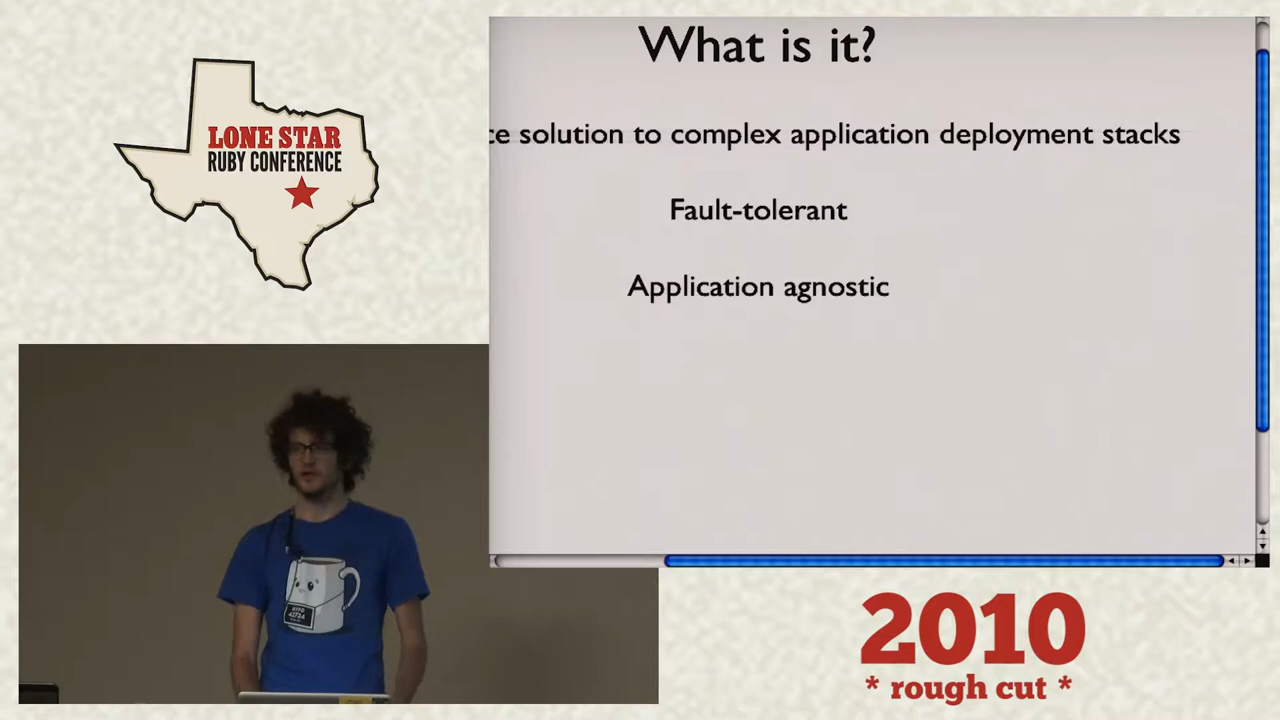 LONE STAR
RUBY CONFERENCE
What is it?
ce solution to complex application deployment stacks
Fault-tolerant
Application agnostic
2010
* rough cut *